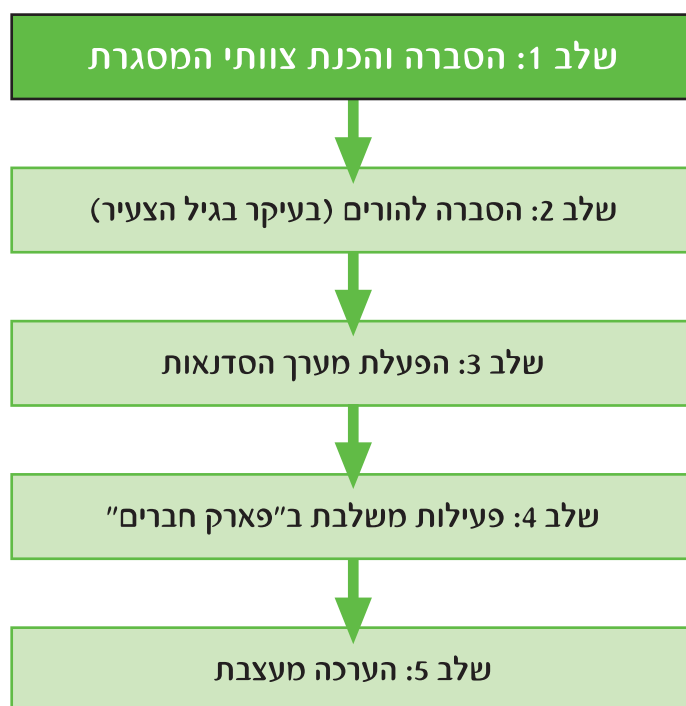 שלב 1: הסברה והכנת צוותי המסגרת
שלב 2: הסברה להורים (בעיקר בגיל הצעיר)
שלב 3: הפעלת מערך הסדנאות
שלב 4: פעילות משלבת ב"פארק חברים"
שלב 5: הערכה מעצבת